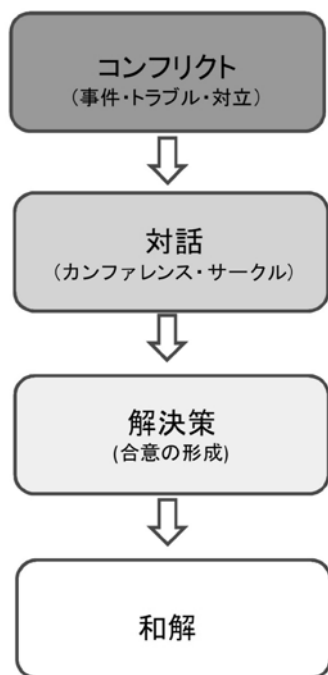 コンフリクト
（事件・トラブル・対立）
対話
（カンファレンス・サークル）
解決策
(合意の形成)
和解